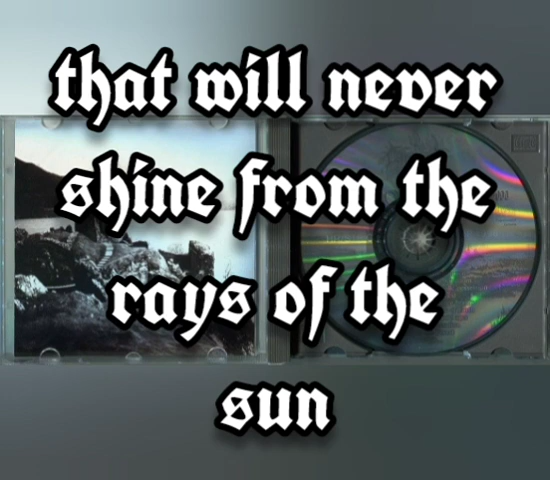 that will never
shine from the
rays of the
sun